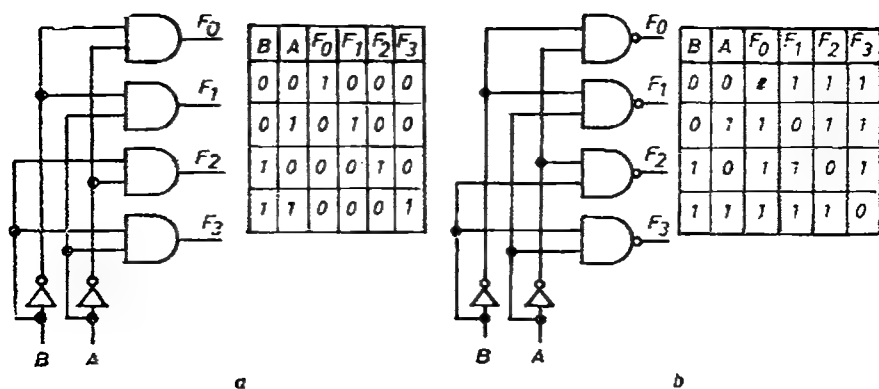 F0
F1
F2
F3
B A
B A F0 F1 F2 F3
0 0 1 0 0 0
0 1 0 1 0 0
1 0 0 0 1 0
1 1 0 0 0 1
a
F0
F1
F2
F3
B A
B A F0 F1 F2 F3
0 0 1 1 1
0 1 1 0 1 1
1 0 1 1 0 1
1 1 1 1 1 0
b